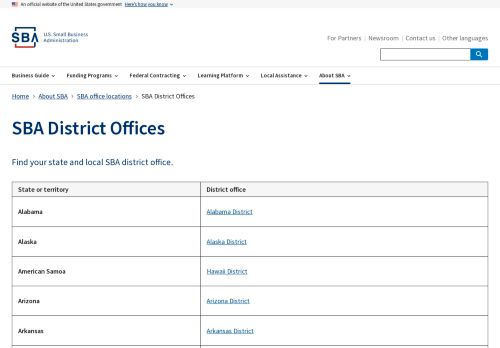 An official website of the United States government Here's how you know
SBA U.S. Small Business Administration
For Partners | Newsroom | Contact us | Other languages
Business Guide Funding Programs Federal Contracting Learning Platform Local Assistance About SBA
Home > About SBA > SBA office locations > SBA District Offices
SBA District Offices
Find your state and local SBA district office.
State or territory District office
Alabama Alabama District
Alaska Alaska District
American Samoa Hawaii District
Arizona Arizona District
Arkansas Arkansas District